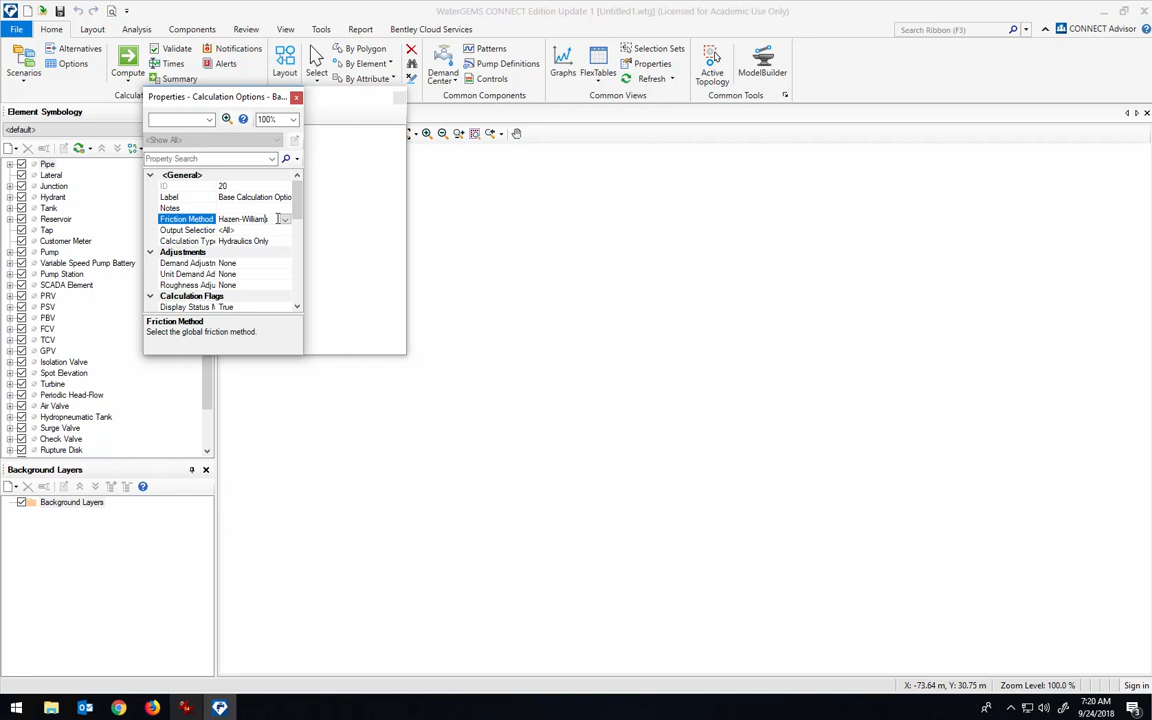 WaterGEMS CONNECT Edition Update 1 [Untitled1.wtg] (Licensed for Academic Use Only)
File Home Layout Analysis Components Review View Tools Report Bentley Cloud Services Search Ribbon (F3) CONNECT Advisor
Scenarios
Alternatives
Options
Compute
Validate
Times
Summary
Notifications
Alerts
Layout
Select
By Polygon
By Element
By Attribute
Demand Center
Patterns
Pump Definitions
Controls
Graphs
FlexTables
Selection Sets
Properties
Refresh
Active Topology
ModelBuilder
Common Components
Common Views
Common Tools
Element Symbology
<default>
Pipe
Lateral
Junction
Hydrant
Tank
Reservoir
Tap
Customer Meter
Pump
Variable Speed Pump Battery
Pump Station
SCADA Element
PRV
PSV
PBV
FCV
TCV
GPV
Isolation Valve
Spot Elevation
Turbine
Periodic Head-Flow
Air Valve
Hydropneumatic Tank
Surge Valve
Check Valve
Rupture Disk
Background Layers
Background Layers
Properties - Calculation Options - Ba...
100%
<Show All>
Property Search
<General>
ID 20
Label Base Calculation Optio
Notes
Friction Method Hazen-Williams
Output Selection <All>
Calculation Type Hydraulics Only
Adjustments
Demand Adjustm None
Unit Demand Ad None
Roughness Adju None
Calculation Flags
Display Status M True
Friction Method
Select the global friction method.
X: -73.64 m, Y: 30.75 m Zoom Level: 100.0 % Sign in
7:20 AM
9/24/2018